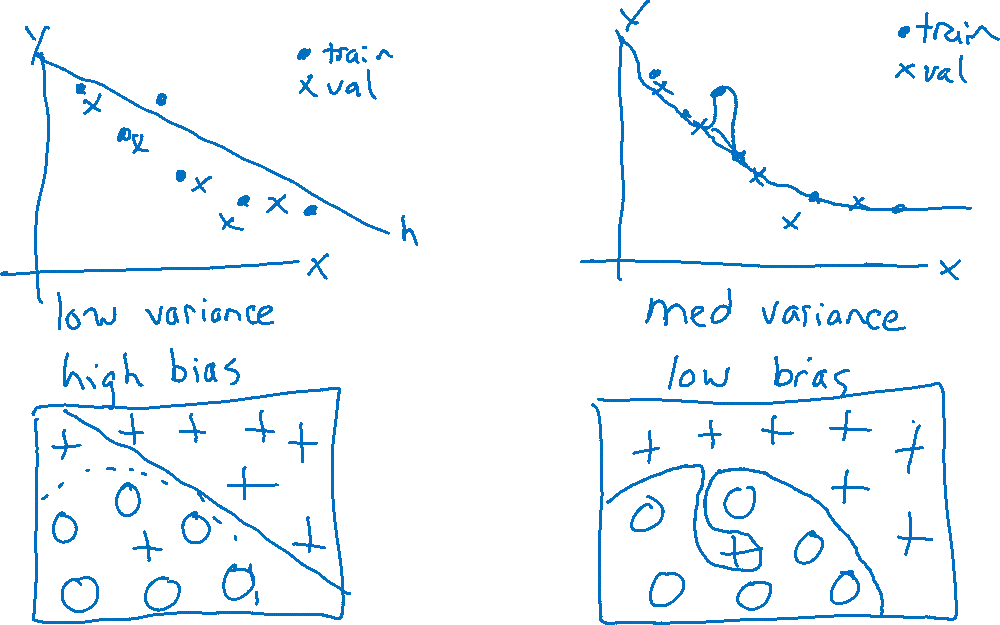 Y
• train
x val
h
X
low variance
high bias
Y
• train
x val
X
med variance
low bias